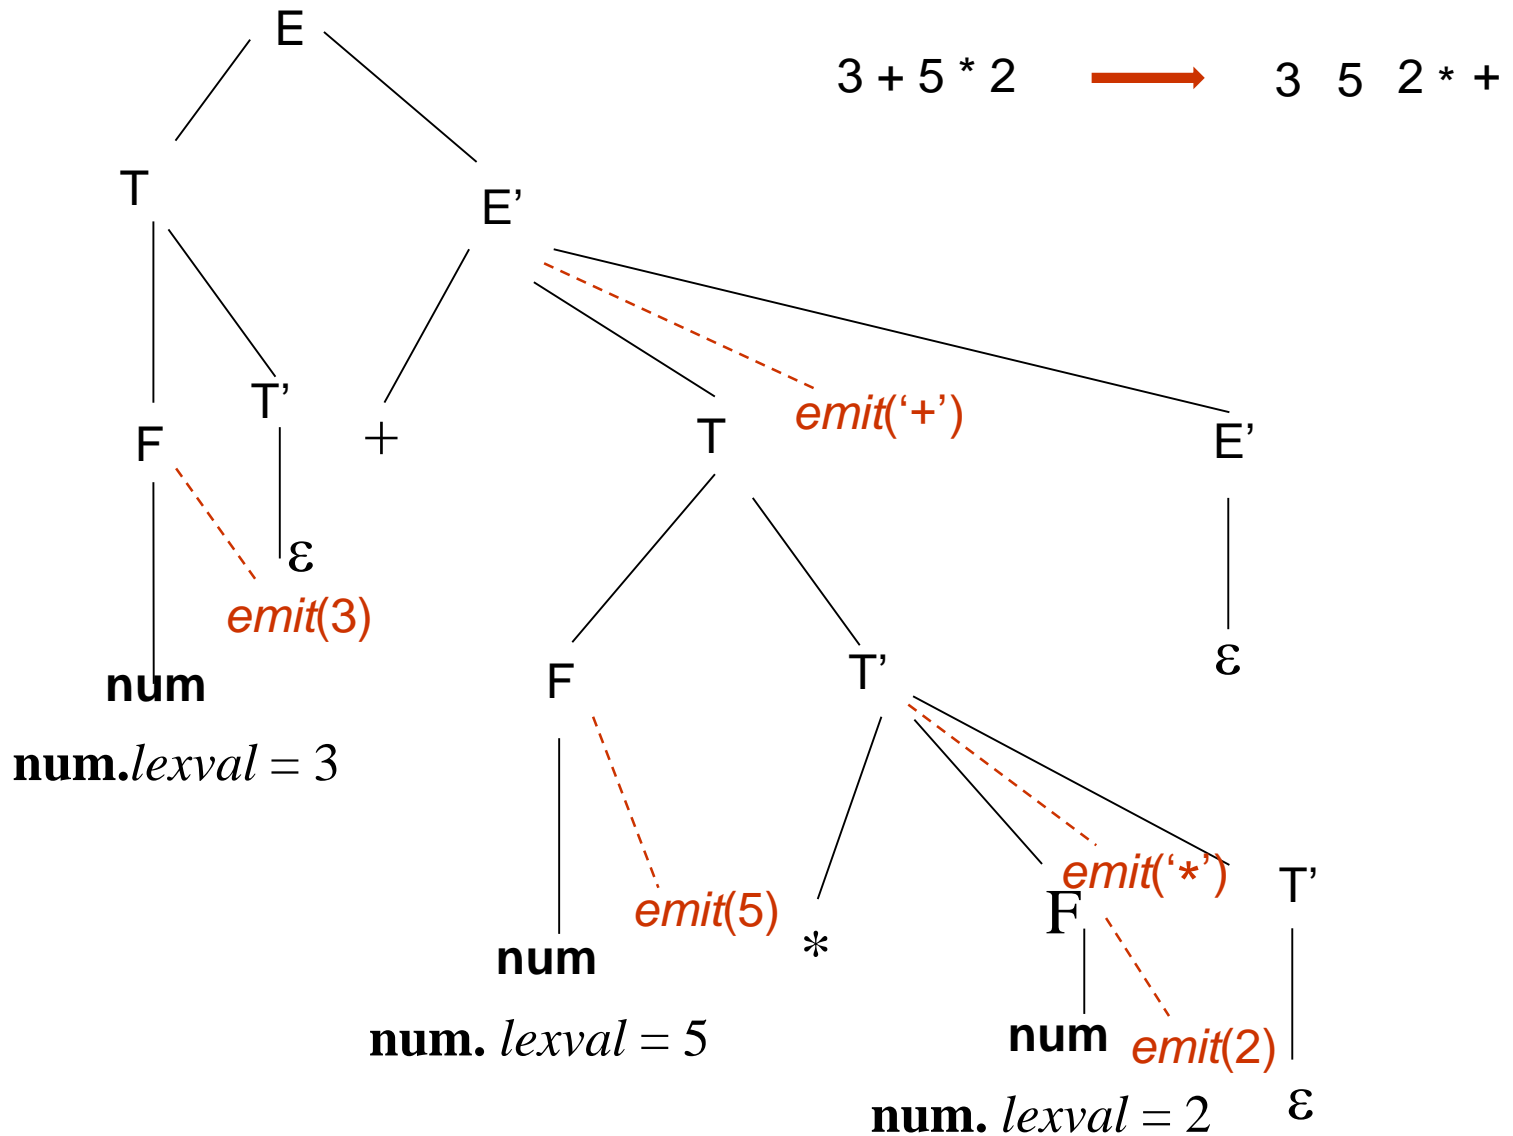 E
3 + 5 * 2 3 5 2 * +
T
E’
T’
emit(‘+’)
F
+
T
E’
ε
emit(3)
num
F
T’
ε
num.lexval = 3
emit(‘*’)
T’
emit(5)
F
*
num
num
emit(2)
num. lexval = 5
num. lexval = 2
ε